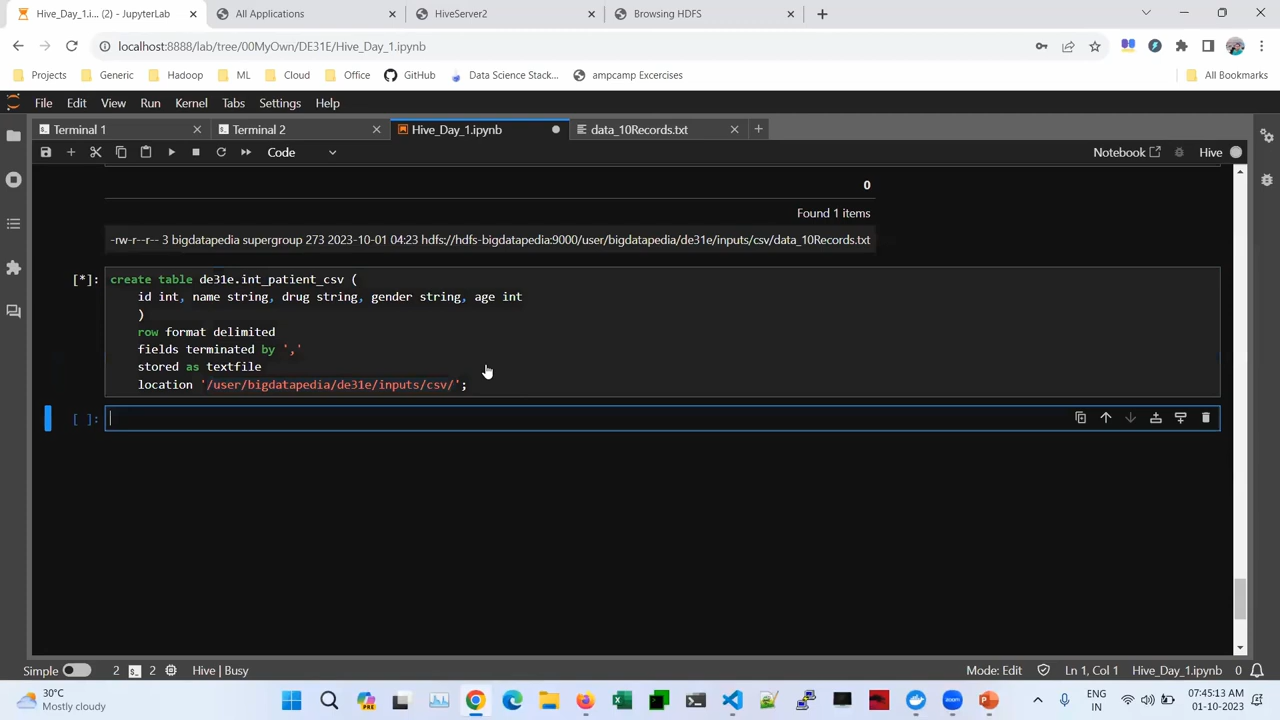 Hive_Day_1.i... (2) - JupyterLab
All Applications
HiveServer2
Browsing HDFS
localhost:8888/lab/tree/00MyOwn/DE31E/Hive_Day_1.ipynb
Projects
Generic
Hadoop
ML
Cloud
Office
GitHub
Data Science Stack...
ampcamp Excercises
All Bookmarks
File Edit View Run Kernel Tabs Settings Help
Terminal 1
Terminal 2
Hive_Day_1.ipynb
data_10Records.txt
Code
Notebook
Hive
0
Found 1 items
-rw-r--r-- 3 bigdatapedia supergroup 273 2023-10-01 04:23 hdfs://hdfs-bigdatapedia:9000/user/bigdatapedia/de31e/inputs/csv/data_10Records.txt
[*]: create table de31e.int_patient_csv (
id int, name string, drug string, gender string, age int
)
row format delimited
fields terminated by ','
stored as textfile
location '/user/bigdatapedia/de31e/inputs/csv/';
[ ]:
Simple
2
2
Hive | Busy
Mode: Edit
Ln 1, Col 1
Hive_Day_1.ipynb
0
30°C
Mostly cloudy
PRE
ENG
IN
07:45:13 AM
01-10-2023